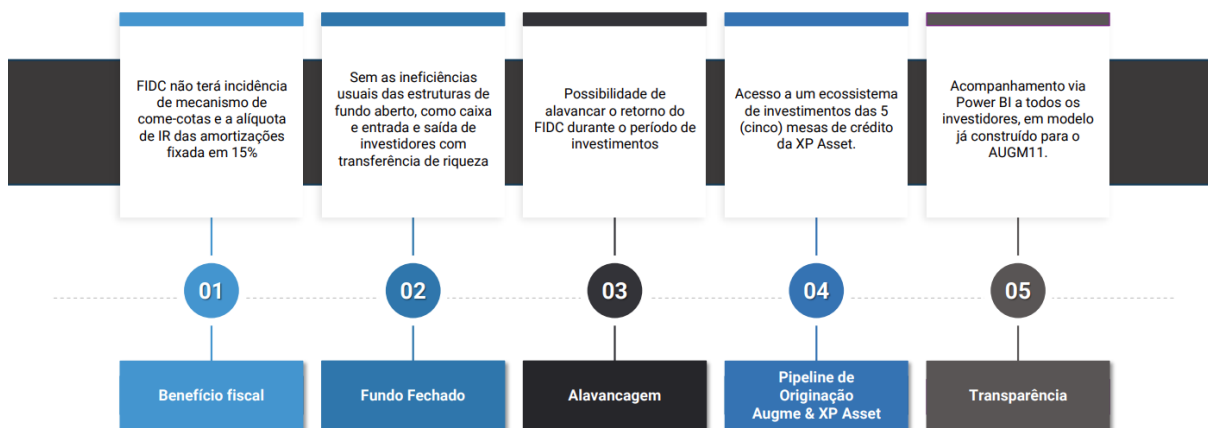 FIDC não terá incidência
de mecanismo de
come-cotas e a alíquota
de IR das amortizações
fixada em 15%
01
Benefício fiscal
Sem as ineficiências
usuais das estruturas de
fundo aberto, como caixa
e entrada e saída de
investidores com
transferência de riqueza
02
Fundo Fechado
Possibilidade de
alavancar o retorno do
FIDC durante o período de
investimentos
03
Alavancagem
Acesso a um ecossistema
de investimentos das 5
(cinco) mesas de crédito
da XP Asset.
04
Pipeline de
Originação
Augme & XP Asset
Acompanhamento via
Power BI a todos os
investidores, em modelo
já construído para o
AUGM11.
05
Transparência